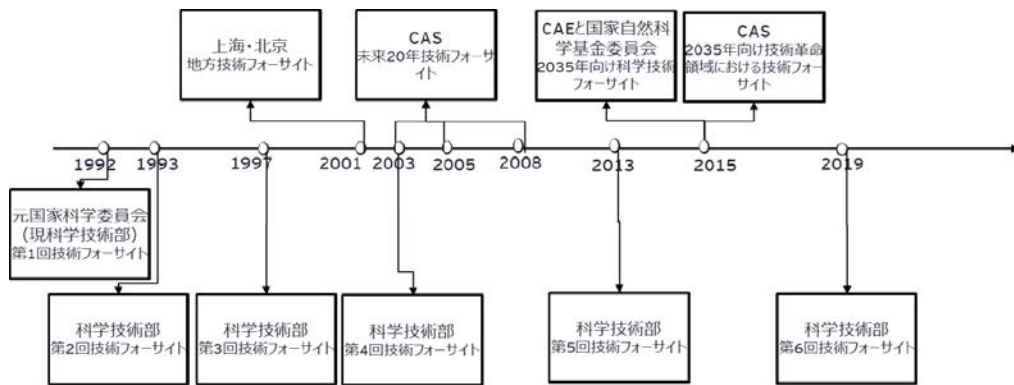 上海・北京
地方技術フォーサイト
CAS
未来20年技術フォーサ
イト
CAEと国家自然科
学基金委員会
2035年向け科学技術
フォーサイト
CAS
2035年向け技術革命
領域における技術フォー
サイト
1992
1993
1997
2001
2003
2005
2008
2013
2015
2019
元国家科学委員会
(現科学技術部)
第1回技術フォーサイト
科学技術部
第2回技術フォーサイト
科学技術部
第3回技術フォーサイト
科学技術部
第4回技術フォーサイト
科学技術部
第5回技術フォーサイト
科学技術部
第6回技術フォーサイト